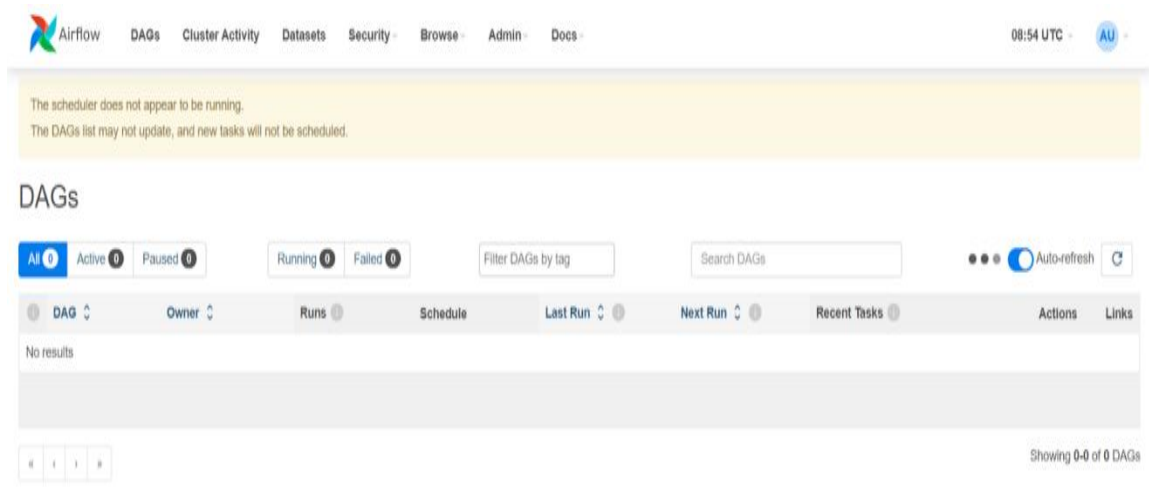 Airflow DAGs Cluster Activity Datasets Security Browse Admin Docs 08:54 UTC AU
The scheduler does not appear to be running.
The DAGs list may not update, and new tasks will not be scheduled.
DAGs
All 0 Active 0 Paused 0 Running 0 Failed 0 Filter DAGs by tag Search DAGs Auto-refresh
DAG Owner Runs Schedule Last Run Next Run Recent Tasks Actions Links
No results
« ‹ › »
Showing 0-0 of 0 DAGs